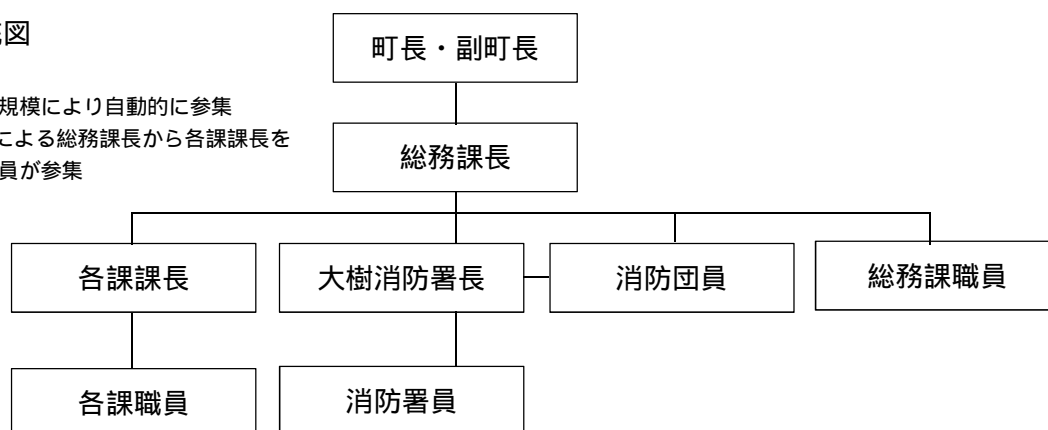 図
町長・副町長
規模により自動的に参集
による総務課長から各課課長を
員が参集
総務課長
各課課長
大樹消防署長
消防団員
総務課職員
各課職員
消防署員